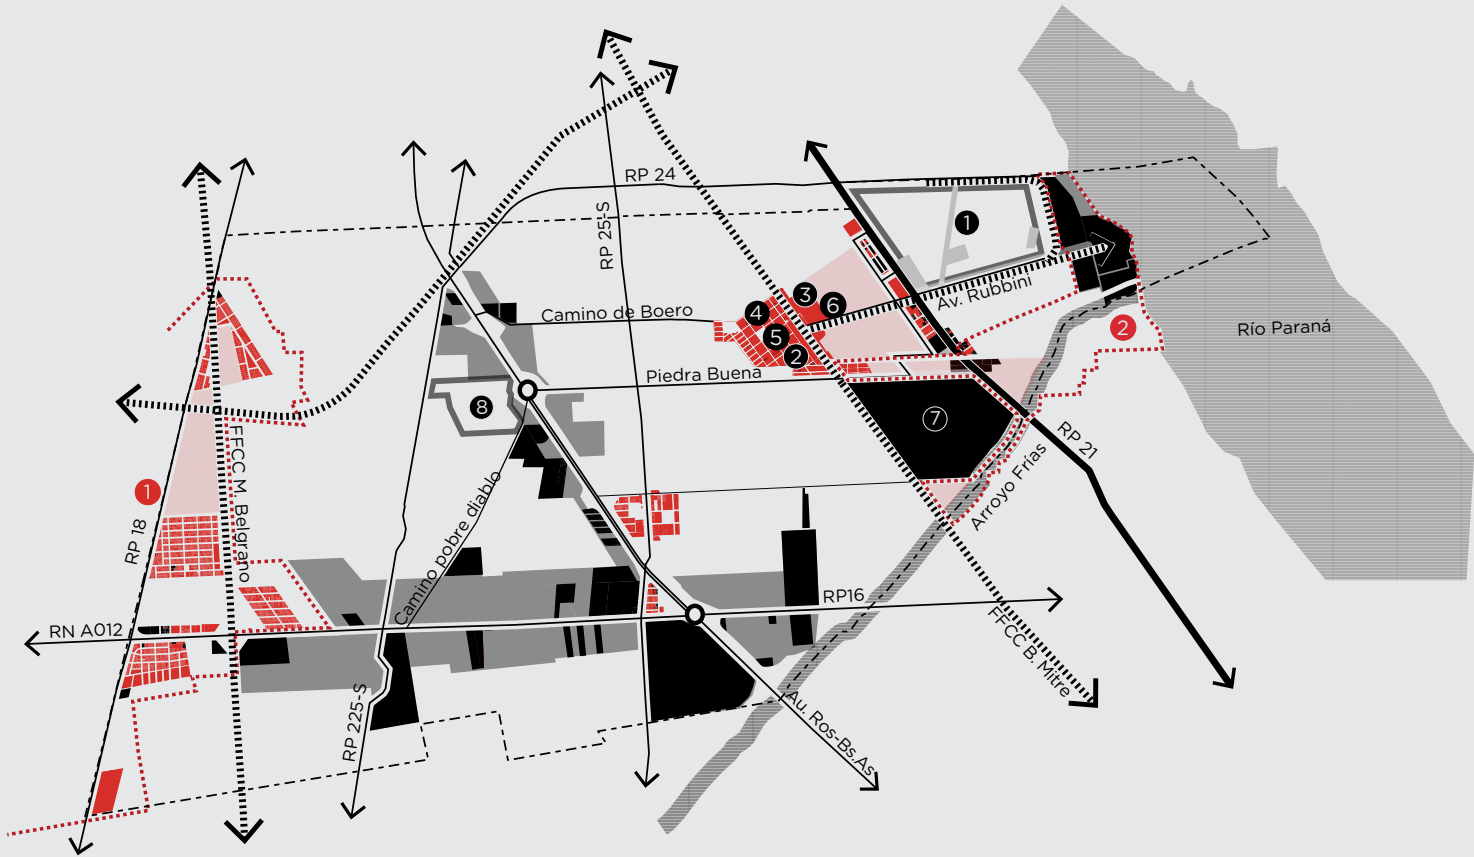 RP 24
RP 25-S
1
Av. Rubbini
3
6
4
5
2
Camino de Boero
2
Río Paraná
Piedra Buena
8
7
RP 21
Arroyo Frías
1
RP 18
FFCC M. Belgrano
Camino pobre diablo
RP16
RN A012
FFCC B. Mitre
RP 225-S
Au. Ros-Bs.As